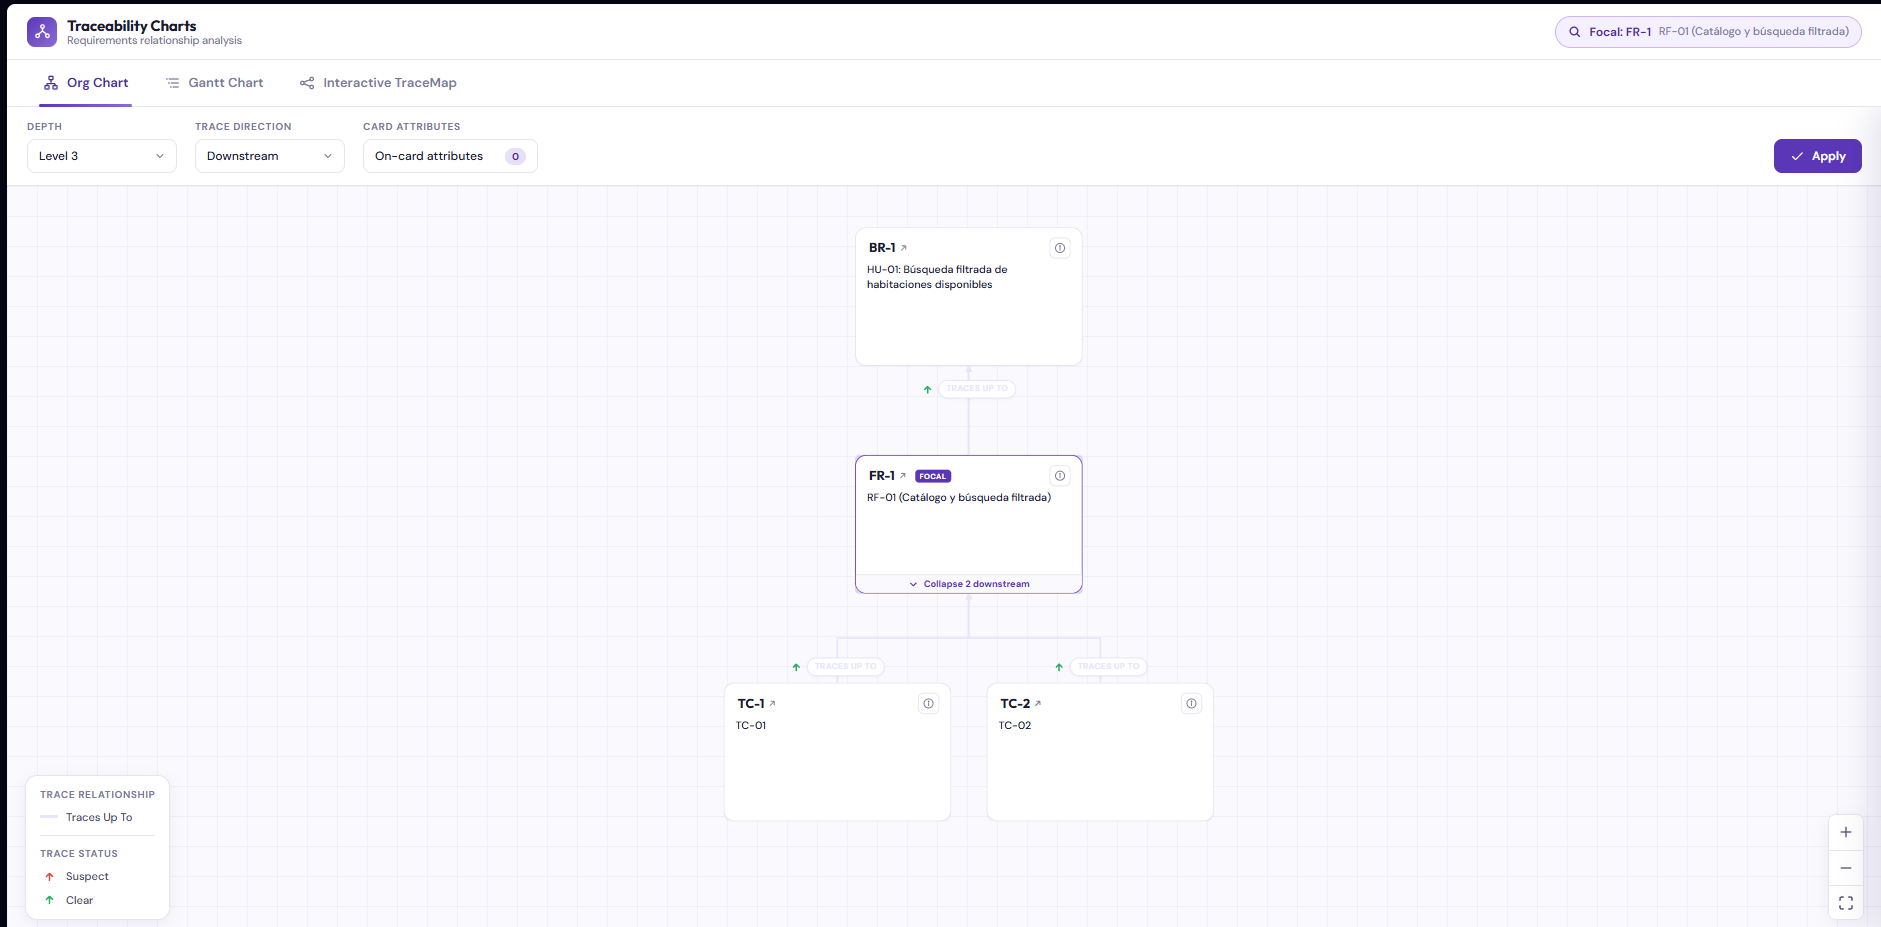 Traceability Charts
Requirements relationship analysis
Focal: FR-1 RF-01 (Catálogo y búsqueda filtrada)
Org Chart
Gantt Chart
Interactive TraceMap
DEPTH
TRACE DIRECTION
CARD ATTRIBUTES
Level 3
Downstream
On-card attributes 0
Apply
BR-1
HU-01: Búsqueda filtrada de
habitaciones disponibles
TRACES UP TO
FR-1 FOCAL
RF-01 (Catálogo y búsqueda filtrada)
Collapse 2 downstream
TRACES UP TO
TRACES UP TO
TC-1
TC-01
TC-2
TC-02
TRACE RELATIONSHIP
Traces Up To
TRACE STATUS
Suspect
Clear